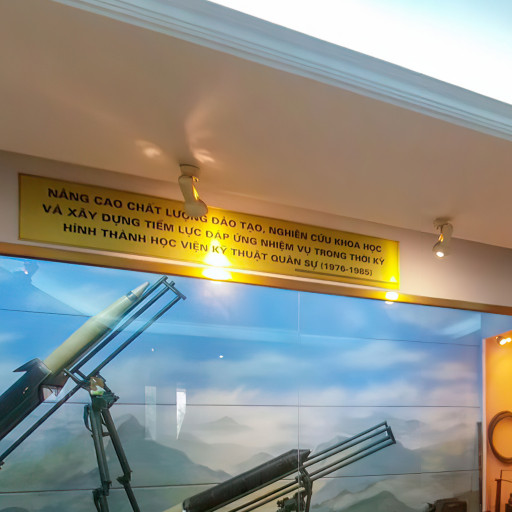 NÂNG CAO CHẤT LƯỢNG ĐÀO TẠO, NGHIÊN CỨU KHOA HỌC
VÀ XÂY DỰNG TIỀM LỰC ĐÁP ỨNG NHIỆM VỤ TRONG THỜI KỲ
HÌNH THÀNH HỌC VIỆN KỸ THUẬT QUÂN SỰ (1976-1985)